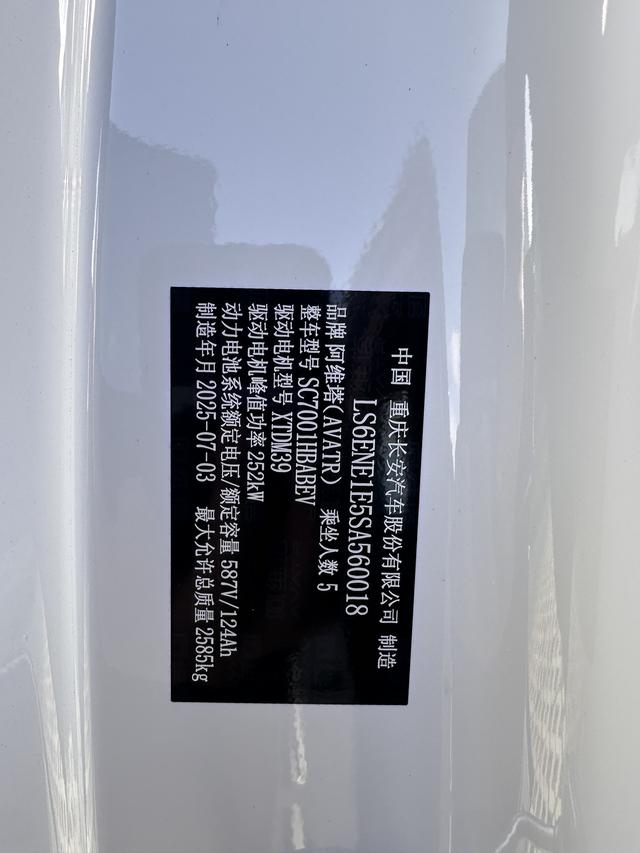 中国 重庆长安汽车股份有限公司 制造
LS6ENE1E5SA560018
品牌 阿维塔(AVATR) 乘坐人数 5
整车型号 SC7001HBABEV
驱动电机型号 XTDM39
驱动电机峰值功率 252kW
动力电池系统额定电压/额定容量 587V/124Ah
制造年月 2025-07-03 最大允许总质量 2585kg